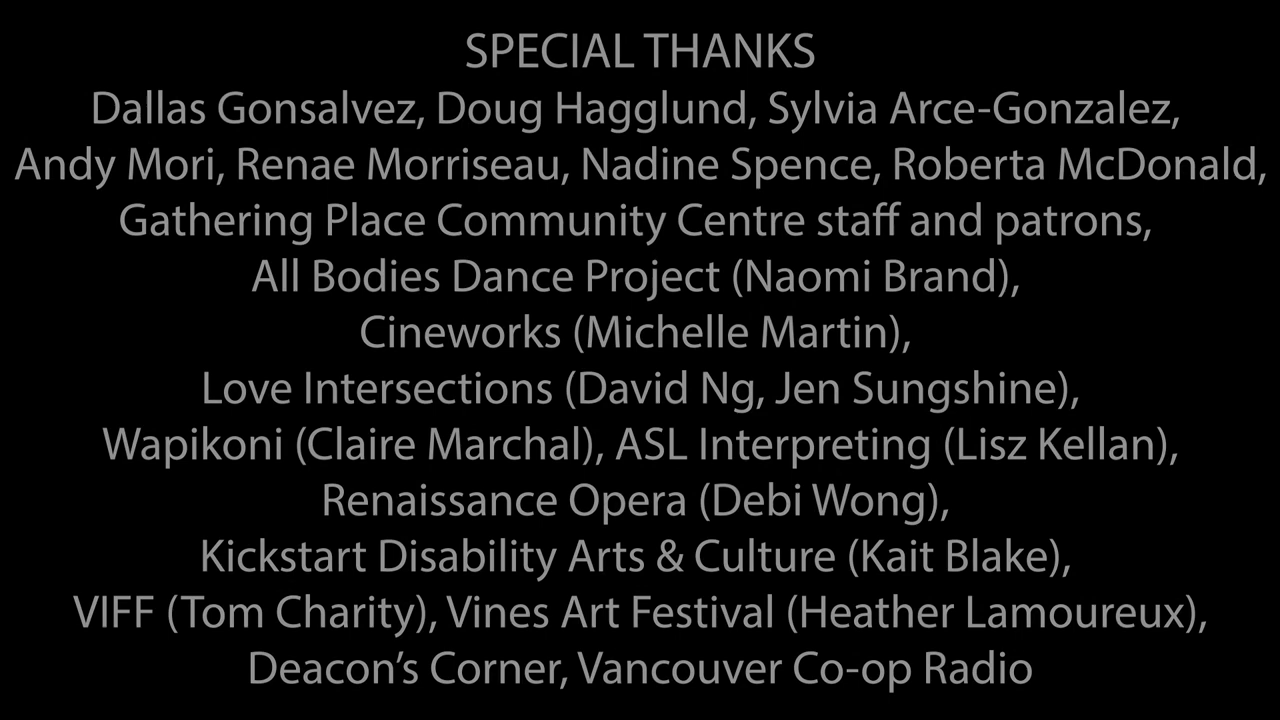 SPECIAL THANKS
Dallas Gonsalvez, Doug Hagglund, Sylvia Arce-Gonzalez,
Andy Mori, Renae Morriseau, Nadine Spence, Roberta McDonald,
Gathering Place Community Centre staff and patrons,
All Bodies Dance Project (Naomi Brand),
Cineworks (Michelle Martin),
Love Intersections (David Ng, Jen Sungshine),
Wapikoni (Claire Marchal), ASL Interpreting (Lisz Kellan),
Renaissance Opera (Debi Wong),
Kickstart Disability Arts & Culture (Kait Blake),
VIFF (Tom Charity), Vines Art Festival (Heather Lamoureux),
Deacon’s Corner, Vancouver Co-op Radio